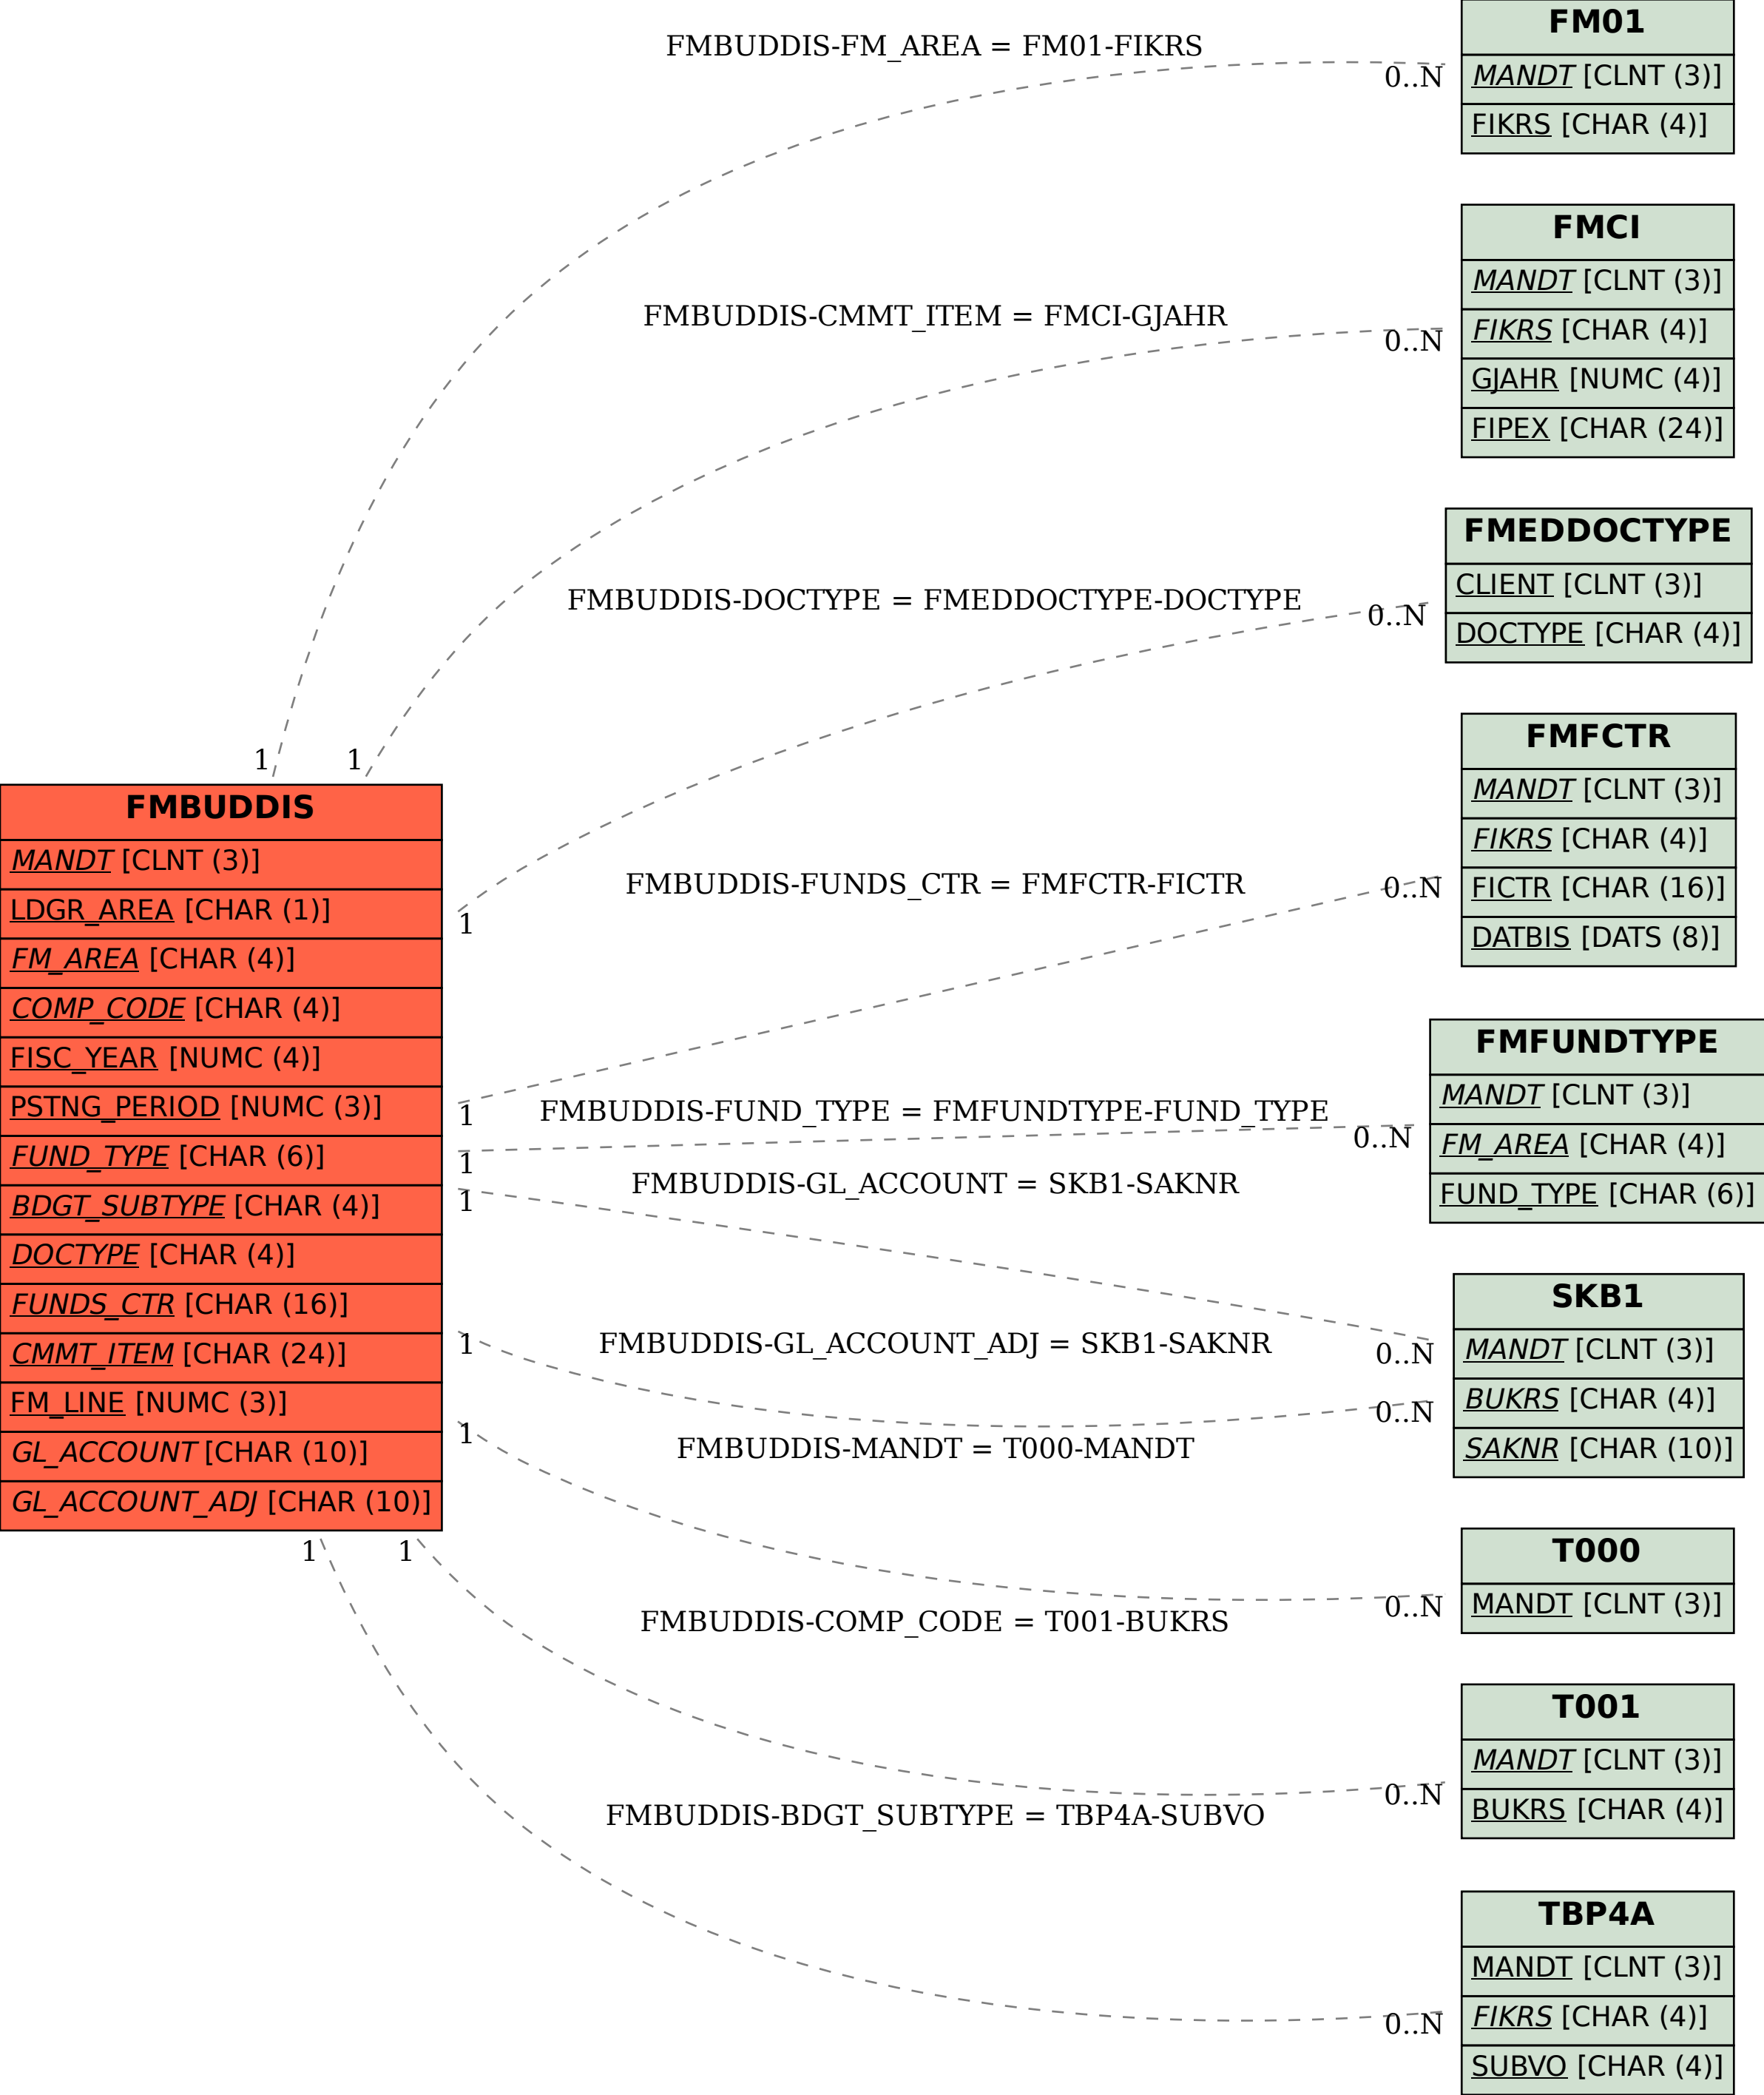 FMBUDDIS-FM_AREA = FM01-FIKRS
0..N
1
FM01
MANDT [CLNT (3)]
FIKRS [CHAR (4)]
FMBUDDIS-CMMT_ITEM = FMCI-GJAHR
0..N
1
FMCI
MANDT [CLNT (3)]
FIKRS [CHAR (4)]
GJAHR [NUMC (4)]
FIPEX [CHAR (24)]
FMBUDDIS-DOCTYPE = FMEDDOCTYPE-DOCTYPE
0..N
1
FMEDDOCTYPE
CLIENT [CLNT (3)]
DOCTYPE [CHAR (4)]
FMBUDDIS-FUNDS_CTR = FMFCTR-FICTR
0..N
1
FMFCTR
MANDT [CLNT (3)]
FIKRS [CHAR (4)]
FICTR [CHAR (16)]
DATBIS [DATS (8)]
FMBUDDIS
MANDT [CLNT (3)]
LDGR_AREA [CHAR (1)]
FM_AREA [CHAR (4)]
COMP_CODE [CHAR (4)]
FISC_YEAR [NUMC (4)]
PSTNG_PERIOD [NUMC (3)]
FUND_TYPE [CHAR (6)]
BDGT_SUBTYPE [CHAR (4)]
DOCTYPE [CHAR (4)]
FUNDS_CTR [CHAR (16)]
CMMT_ITEM [CHAR (24)]
FM_LINE [NUMC (3)]
GL_ACCOUNT [CHAR (10)]
GL_ACCOUNT_ADJ [CHAR (10)]
FMBUDDIS-FUND_TYPE = FMFUNDTYPE-FUND_TYPE
0..N
1
FMFUNDTYPE
MANDT [CLNT (3)]
FM_AREA [CHAR (4)]
FUND_TYPE [CHAR (6)]
FMBUDDIS-GL_ACCOUNT = SKB1-SAKNR
0..N
1
FMBUDDIS-GL_ACCOUNT_ADJ = SKB1-SAKNR
0..N
1
SKB1
MANDT [CLNT (3)]
BUKRS [CHAR (4)]
SAKNR [CHAR (10)]
FMBUDDIS-MANDT = T000-MANDT
0..N
1
T000
MANDT [CLNT (3)]
FMBUDDIS-COMP_CODE = T001-BUKRS
0..N
1
T001
MANDT [CLNT (3)]
BUKRS [CHAR (4)]
FMBUDDIS-BDGT_SUBTYPE = TBP4A-SUBVO
0..N
1
TBP4A
MANDT [CLNT (3)]
FIKRS [CHAR (4)]
SUBVO [CHAR (4)]